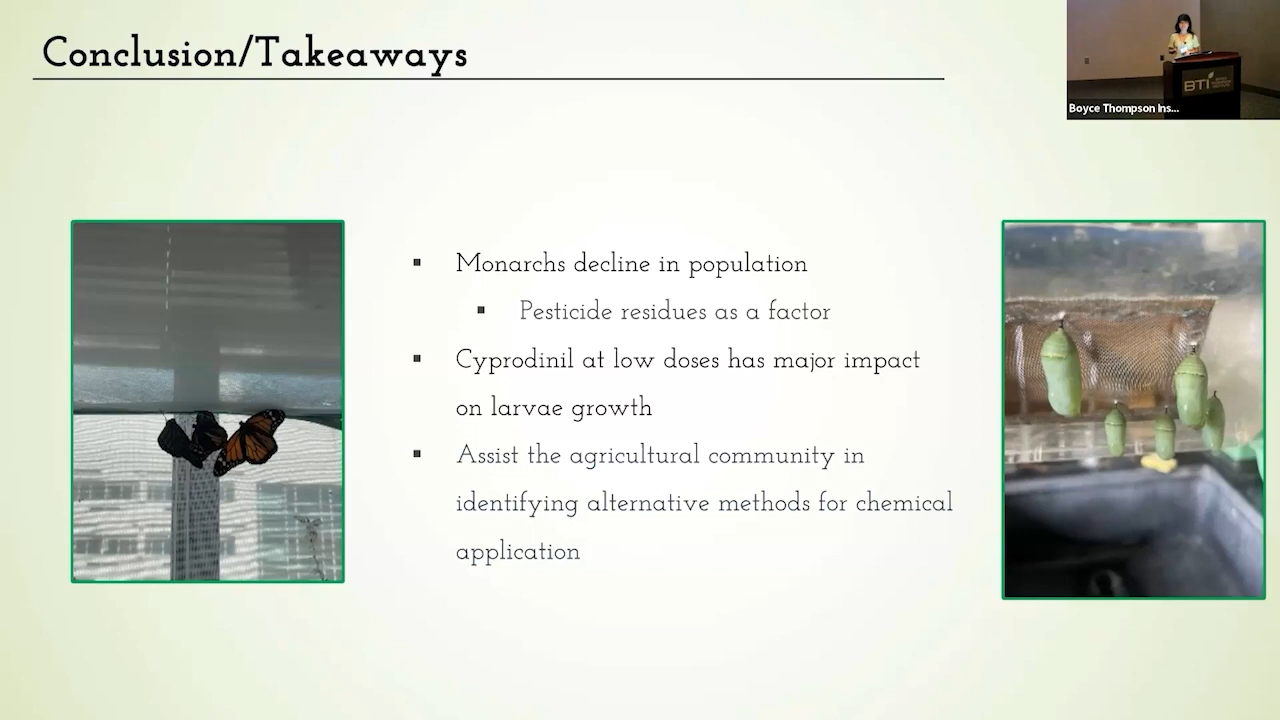 Conclusion/Takeaways
BTI
Boyce Thompson Ins...
Monarchs decline in population
Pesticide residues as a factor
Cyprodinil at low doses has major impact
on larvae growth
Assist the agricultural community in
identifying alternative methods for chemical
application